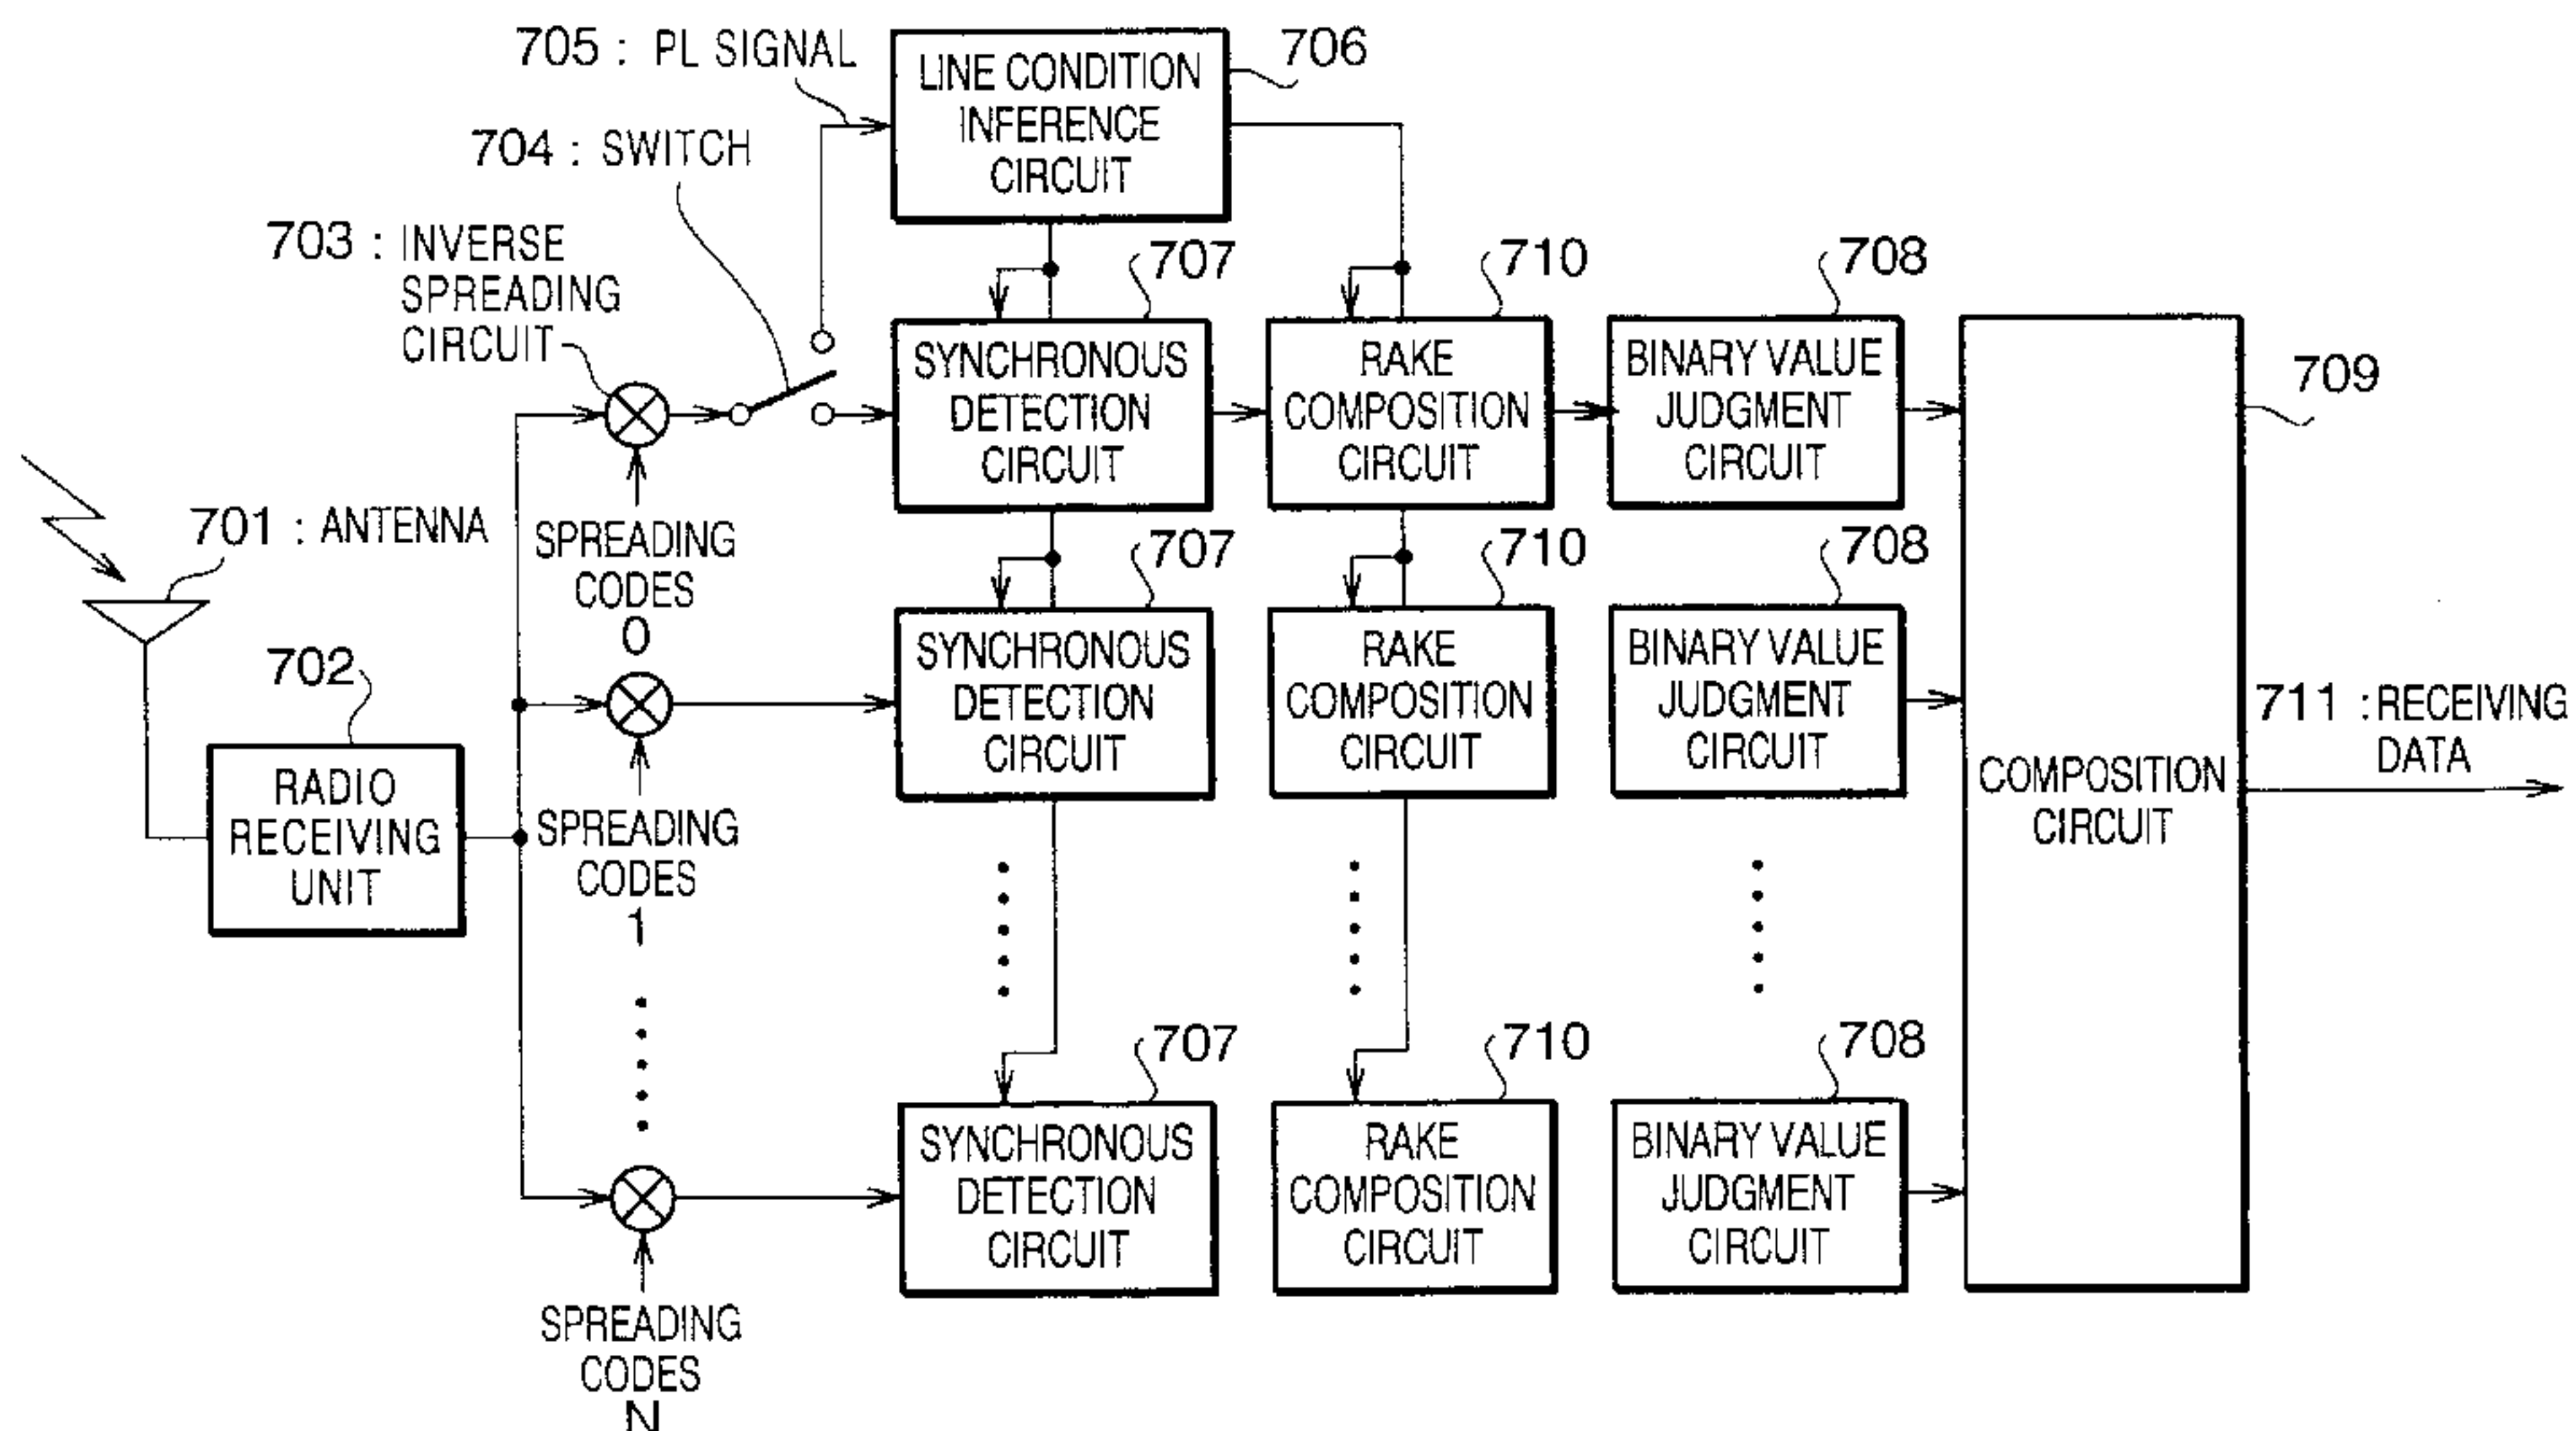 705 : PL SIGNAL
LINE CONDITION
INFERENCE
CIRCUIT
706
704 : SWITCH
703 : INVERSE
SPREADING
CIRCUIT
707
710
708
SYNCHRONOUS
DETECTION
CIRCUIT
RAKE
COMPOSITION
CIRCUIT
BINARY VALUE
JUDGMENT
CIRCUIT
709
701 : ANTENNA
SPREADING
CODES
0
707
710
708
702
RADIO
RECEIVING
UNIT
SYNCHRONOUS
DETECTION
CIRCUIT
RAKE
COMPOSITION
CIRCUIT
BINARY VALUE
JUDGMENT
CIRCUIT
COMPOSITION
CIRCUIT
711 : RECEIVING
DATA
SPREADING
CODES
1
707
710
708
SYNCHRONOUS
DETECTION
CIRCUIT
RAKE
COMPOSITION
CIRCUIT
BINARY VALUE
JUDGMENT
CIRCUIT
SPREADING
CODES
N